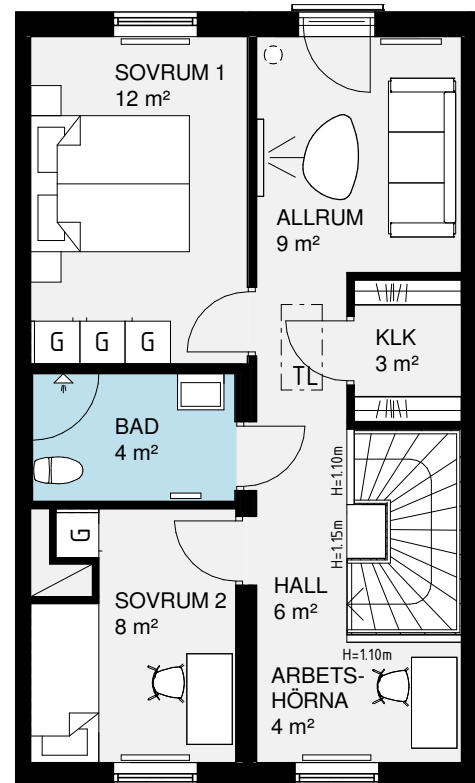 SOVRUM 1
12 m²
ALLRUM
9 m²
G G G
TL
KLK
3 m²
BAD
4 m²
H=1.10m
H=1.15m
G
SOVRUM 2
8 m²
HALL
6 m²
H=1.10m
ARBETS-
HÖRNA
4 m²